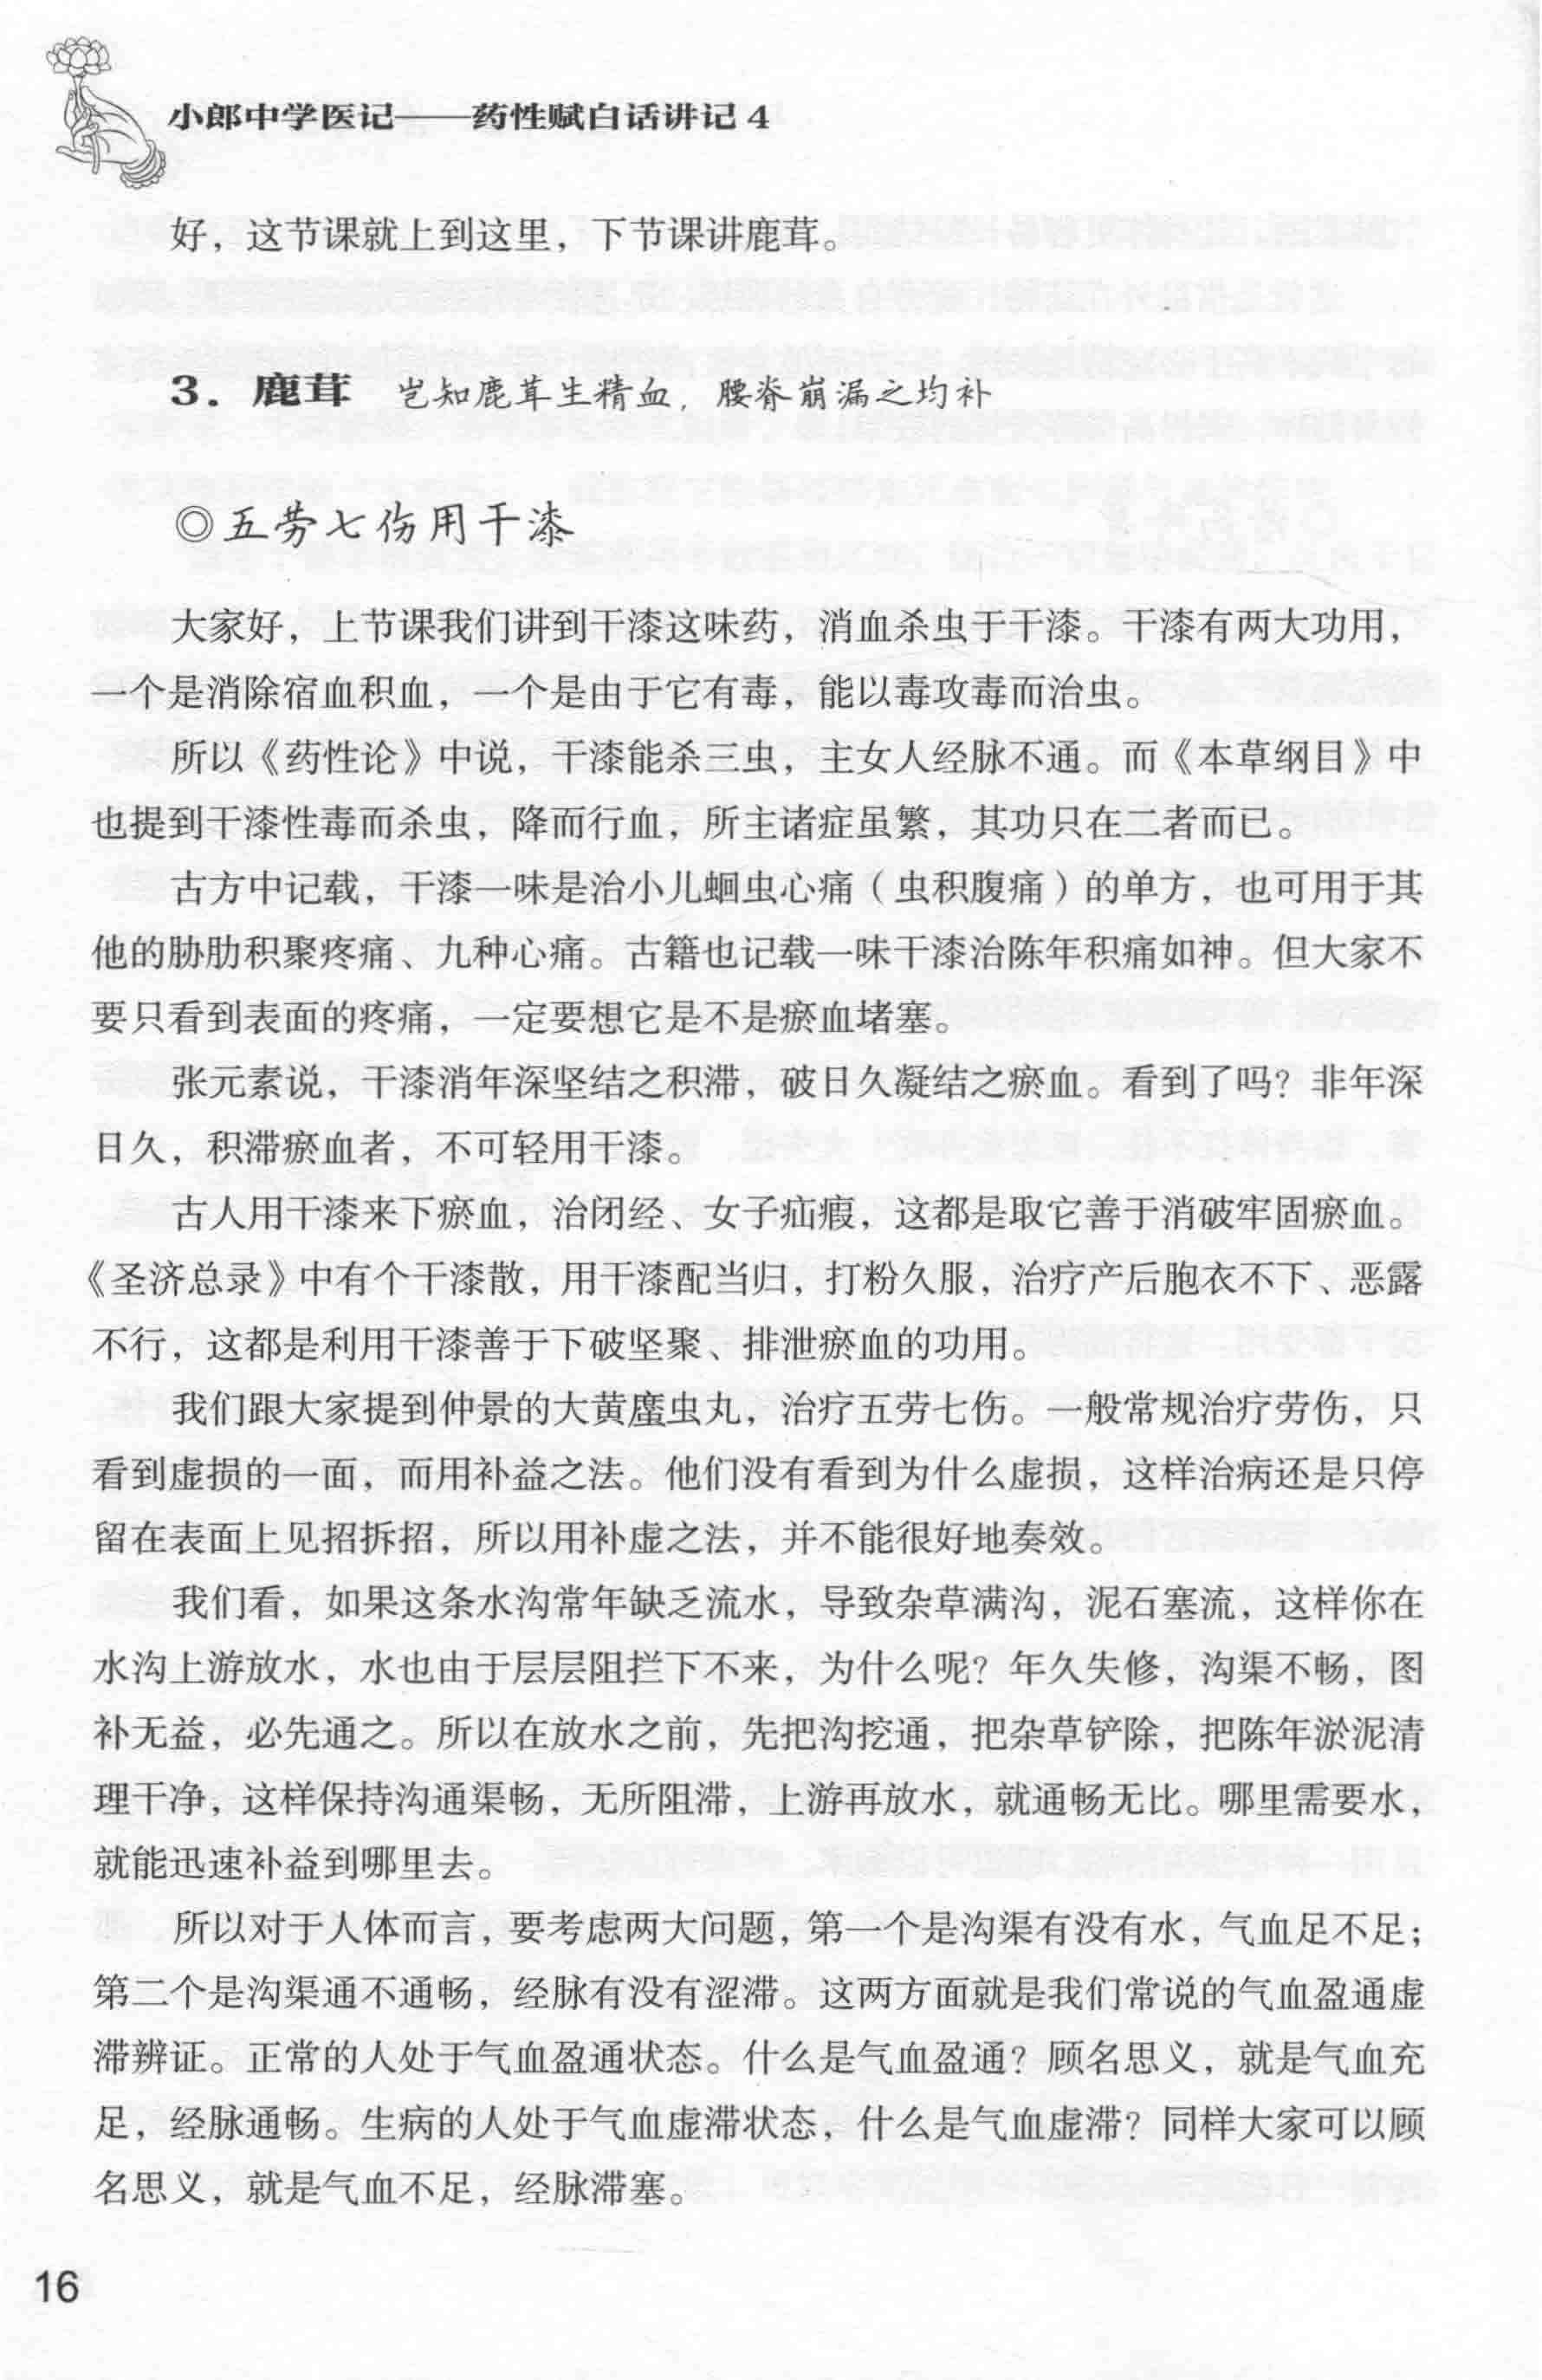 小郎中学医记——药性赋白话讲记 4
好，这节课就上到这里，下节课讲鹿茸。
3．鹿茸 岂知鹿茸生精血，腰脊崩漏之均补
◎五劳七伤用干漆
大家好，上节课我们讲到干漆这味药，消血杀虫于干漆。干漆有两大功用，
一个是消除宿血积血，一个是由于它有毒，能以毒攻毒而治虫。
所以《药性论》中说，干漆能杀三虫，主女人经脉不通。而《本草纲目》中
也提到干漆性毒而杀虫，降而行血，所主诸症虽繁，其功只在二者而已。
古方中记载，干漆一味是治小儿蛔虫心痛（虫积腹痛）的单方，也可用于其
他的胁肋积聚疼痛、九种心痛。古籍也记载一味干漆治陈年积痛如神。但大家不
要只看到表面的疼痛，一定要想它是不是瘀血堵塞。
张元素说，干漆消年深坚结之积滞，破日久凝结之瘀血。看到了吗？非年深
日久，积滞瘀血者，不可轻用干漆。
古人用干漆来下瘀血，治闭经、女子疝瘕，这都是取它善于消破牢固瘀血。
《圣济总录》中有个干漆散，用干漆配当归，打粉久服，治疗产后胞衣不下、恶露
不行，这都是利用干漆善于下破坚聚、排泄瘀血的功用。
我们跟大家提到仲景的大黄䗪虫丸，治疗五劳七伤。一般常规治疗劳伤，只
看到虚损的一面，而用补益之法。他们没有看到为什么虚损，这样治病还是只停
留在表面上见招拆招，所以用补虚之法，并不能很好地奏效。
我们看，如果这条水沟常年缺乏流水，导致杂草满沟，泥石塞流，这样你在
水沟上游放水，水也由于层层阻拦下不来，为什么呢？年久失修，沟渠不畅，图
补无益，必先通之。所以在放水之前，先把沟挖通，把杂草铲除，把陈年淤泥清
理干净，这样保持沟通渠畅，无所阻滞，上游再放水，就通畅无比。哪里需要水，
就能迅速补益到哪里去。
所以对于人体而言，要考虑两大问题，第一个是沟渠有没有水，气血足不足；
第二个是沟渠通不通畅，经脉有没有涩滞。这两方面就是我们常说的气血盈通虚
滞辨证。正常的人处于气血盈通状态。什么是气血盈通？顾名思义，就是气血充
足，经脉通畅。生病的人处于气血虚滞状态，什么是气血虚滞？同样大家可以顾
名思义，就是气血不足，经脉滞塞。
16